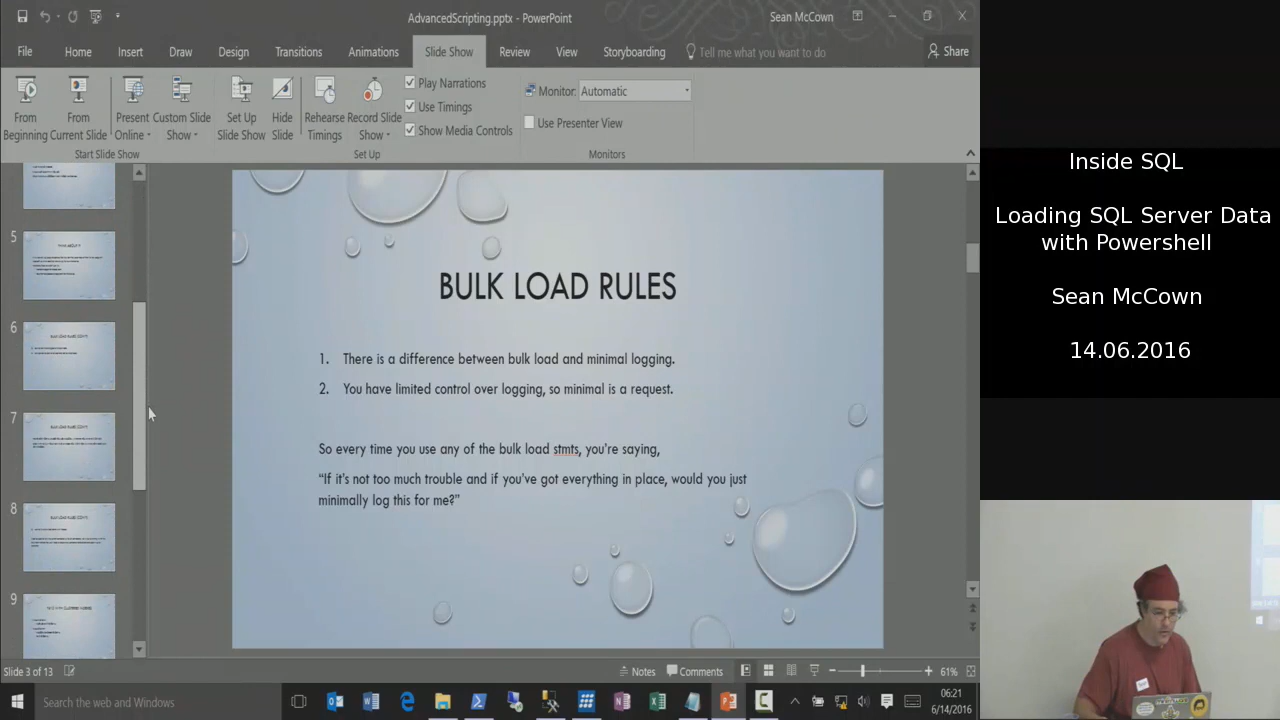 AdvancedScripting.pptx - PowerPoint
Sean McCown
File Home Insert Draw Design Transitions Animations Slide Show Review View Storyboarding Tell me what you want to do Share
From Beginning
From Current Slide
Present Online
Custom Slide Show
Set Up Slide Show
Hide Slide
Rehearse Timings
Record Slide Show
Play Narrations
Use Timings
Show Media Controls
Monitor: Automatic
Use Presenter View
Start Slide Show
Set Up
Monitors
5
6
7
8
9
BULK LOAD RULES
1. There is a difference between bulk load and minimal logging.
2. You have limited control over logging, so minimal is a request.
So every time you use any of the bulk load stmts, you're saying,
“If it's not too much trouble and if you've got everything in place, would you just
minimally log this for me?”
Slide 3 of 13
Notes
Comments
61%
Search the web and Windows
06:21
6/14/2016
Inside SQL
Loading SQL Server Data
with Powershell
Sean McCown
14.06.2016